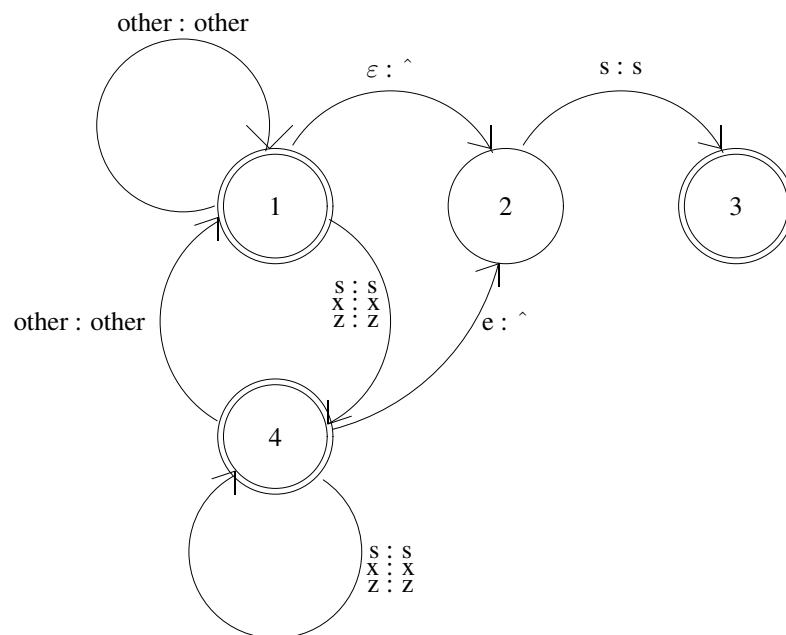 other : other
ε : ˆ
s : s
1
2
3
s : s
x : x
z : z
other : other
e : ˆ
4
s : s
x : x
z : z